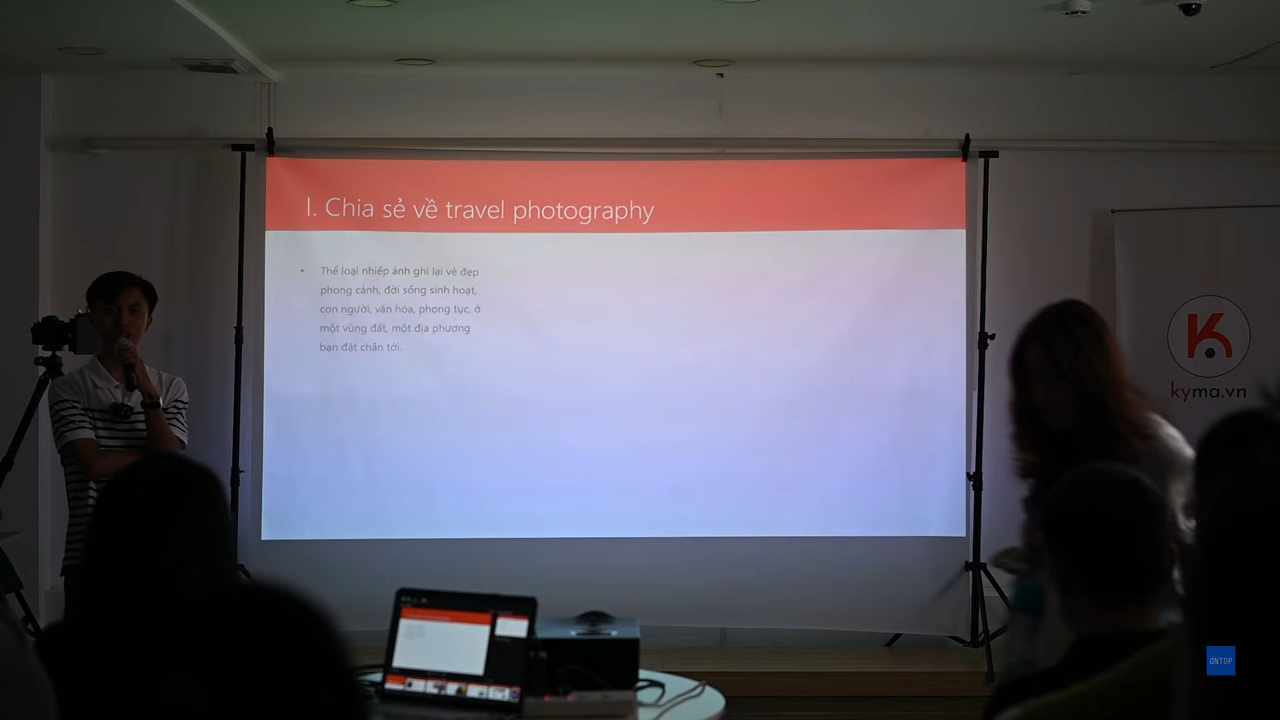 I. Chia sẻ về travel photography
• Thể loại nhiếp ảnh ghi lại vẻ đẹp
phong cảnh, đời sống sinh hoạt,
con người, văn hóa, phong tục, ở
một vùng đất, một địa phương
bạn đặt chân tới.
kyma.vn
ONTOP